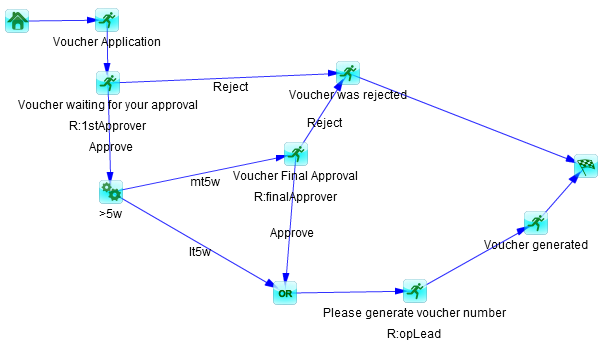 Voucher Application
Reject
Voucher was rejected
Voucher waiting for your approval
R:1stApprover
Reject
Approve
mt5w
Voucher Final Approval
R:finalApprover
>5w
Approve
lt5w
Voucher generated
OR
Please generate voucher number
R:opLead